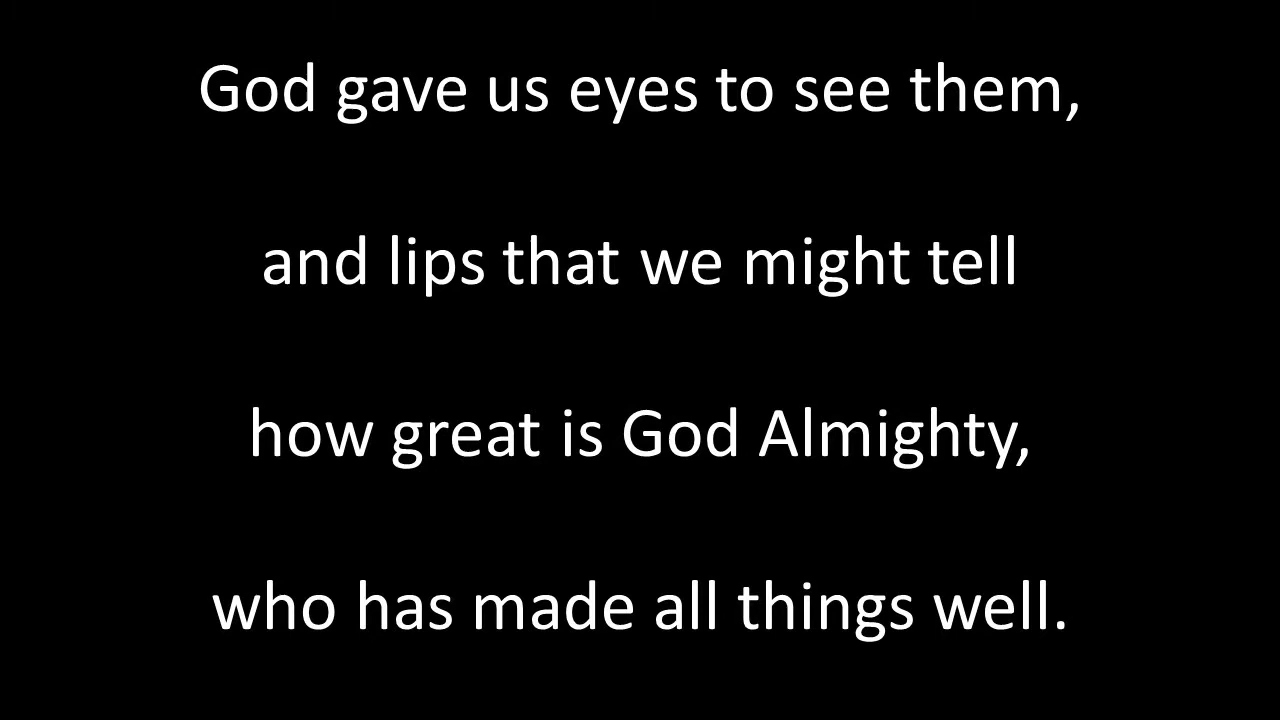 God gave us eyes to see them,
and lips that we might tell
how great is God Almighty,
who has made all things well.